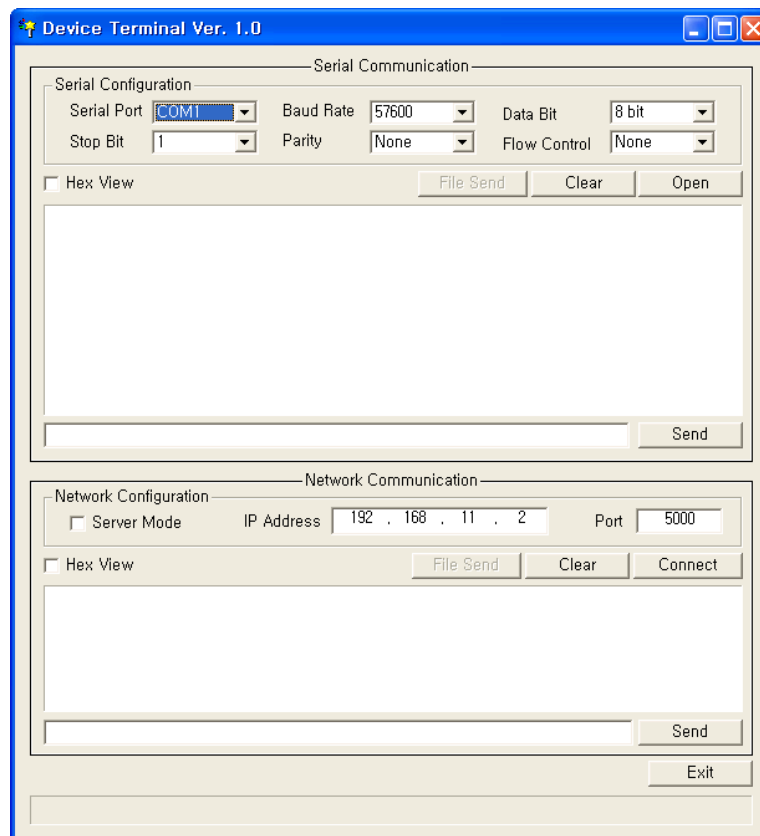 Device Terminal Ver. 1.0
Serial Communication
Serial Configuration
Serial Port COM1 Baud Rate 57600 Data Bit 8 bit
Stop Bit 1 Parity None Flow Control None
Hex View File Send Clear Open
Send
Network Communication
Network Configuration
Server Mode IP Address 192 . 168 . 11 . 2 Port 5000
Hex View File Send Clear Connect
Send
Exit